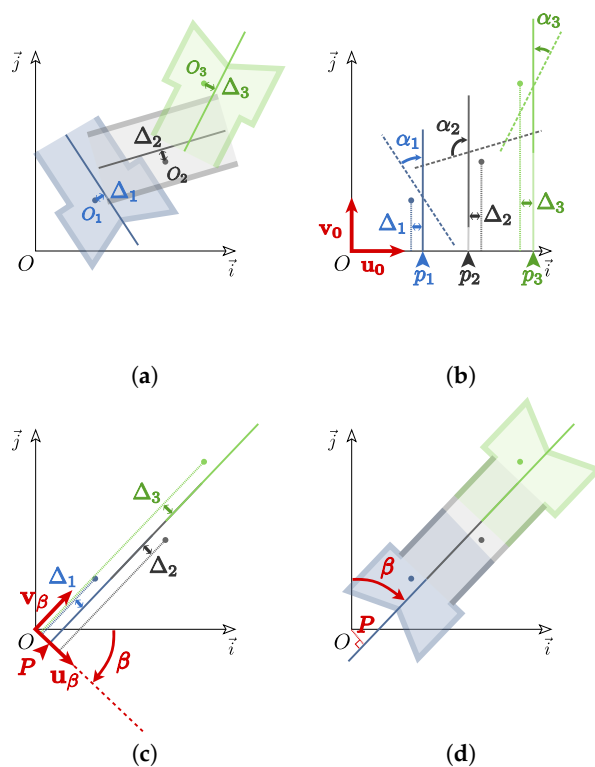 j⃗
O₃
Δ₃
Δ₂
O₂
Δ₁
O₁
O
i⃗
(a)
j⃗
α₃
α₂
α₁
Δ₁
Δ₂
Δ₃
v₀
u₀
O
p₁
p₂
p₃
i⃗
(b)
j⃗
Δ₃
Δ₂
Δ₁
v_β
O
P
u_β
β
i⃗
(c)
j⃗
β
P
O
i⃗
(d)